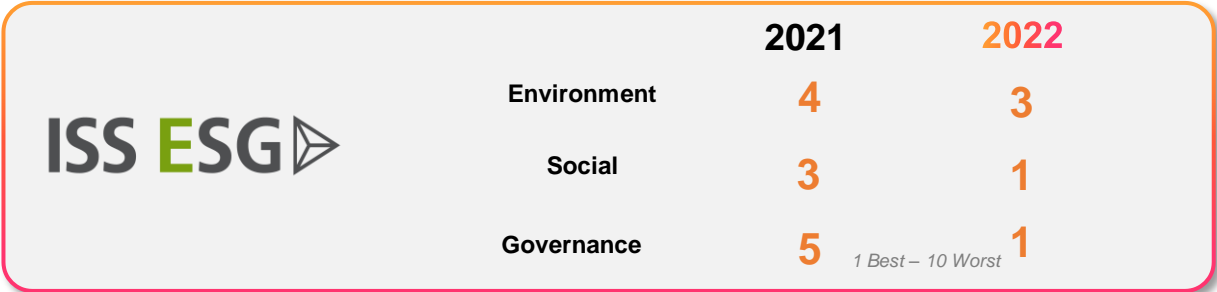 2021 2022
Environment 4 3
ISS ESG
Social 3 1
Governance 5 1
1 Best – 10 Worst